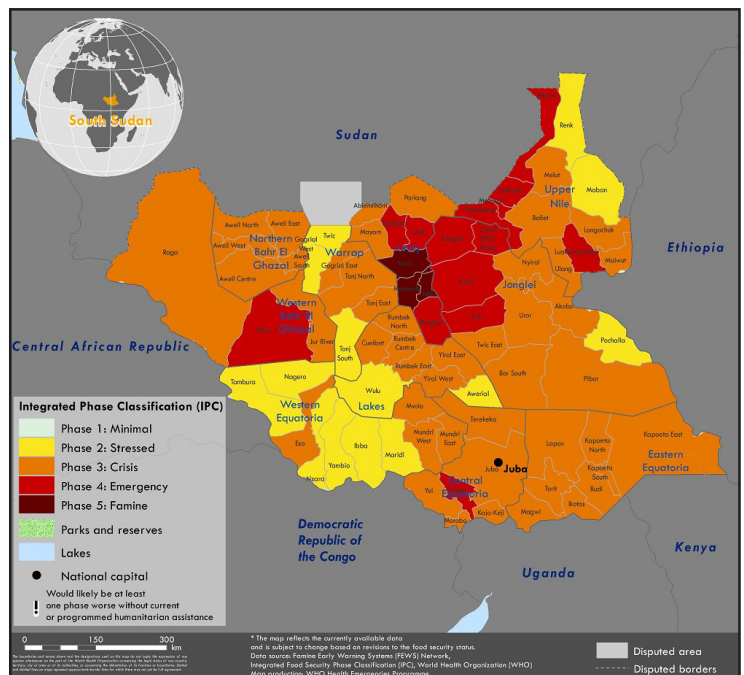 South Sudan
Sudan
Ethiopia
Central African Republic
Democratic
Republic of
the Congo
Uganda
Kenya
Renk
Melut
Maban
Upper
Nile
Baliet
Longochuk
Maiwut
Ulang
Nyirol
Jonglei
Akobo
Uror
Pochalla
Pibor
Bor South
Twic East
Pariang
Abiemnhom
Mayom
Twic
Warrap
Gogrial
West
Gogrial East
Tonj North
Tonj East
Tonj
South
Aweil North
Aweil East
Aweil West
Northern
Bahr El
Ghazal
Aweil
South
Aweil Centre
Raga
Western
Bahr El
Ghazal
Jur River
Cueibet
Rumbek
North
Rumbek
Centre
Rumbek East
Yirol East
Yirol West
Awerial
Wulu
Lakes
Tambura
Nagero
Western
Equatoria
Ezo
Nzara
Yambio
Ibba
Maridi
Mvolo
Mundri
West
Mundri
East
Terekeka
Juba
Juba
Central
Equatoria
Yei
Morobo
Kajo-Keji
Magwi
Torit
Ikotos
Budi
Lopon
Kapoeta
North
Kapoeta
South
Kapoeta East
Eastern
Equatoria
Integrated Phase Classification (IPC)
Phase 1: Minimal
Phase 2: Stressed
Phase 3: Crisis
Phase 4: Emergency
Phase 5: Famine
Parks and reserves
Lakes
National capital
Would likely be at least
one phase worse without current
or programmed humanitarian assistance
0 150 300
km
* The map reflects the currently available data
and is subject to change based on revisions to the food security status.
Data source: Famine Early Warning Systems (FEWS) Network,
Integrated Food Security Phase Classification (IPC), World Health Organization (WHO)
Map production: WHO Health Emergencies Programme
Disputed area
Disputed borders